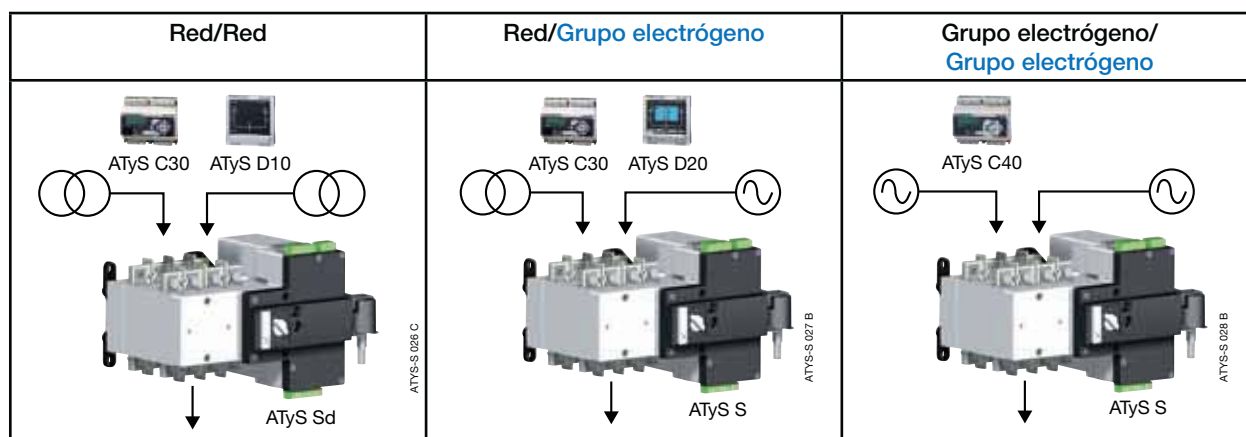 Red/Red
Red/Grupo electrógeno
Grupo electrógeno/
Grupo electrógeno
ATyS C30
ATyS D10
ATYS-S 026 C
ATyS Sd
ATyS C30
ATyS D20
ATYS-S 027 B
ATyS S
ATyS C40
ATYS-S 028 B
ATyS S